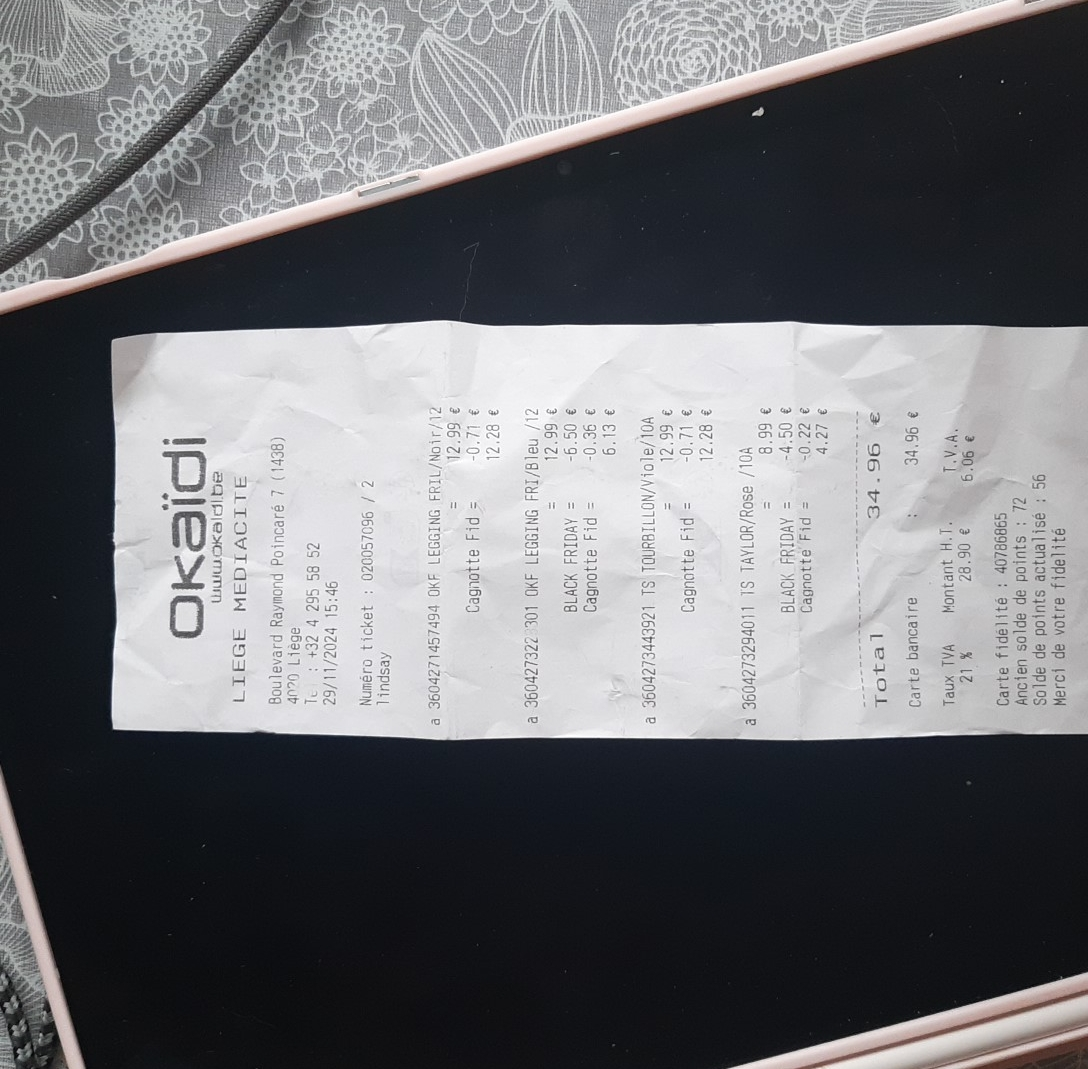 Okaïdi
www.okaidi.be
LIEGE MEDIACITE
Boulevard Raymond Poincaré 7 (1438)
4020 Liège
Tel : +32 4 295 58 52
29/11/2024 15:46
Numéro ticket : 020057096 / 2
lindsay
a 3604271457494 OKF LEGGING FRIL/Noir/12
= 12.99 €
Cagnotte Fid = -0.71 €
12.28 €
a OKF LEGGING FRI/Bleu /12
= 12.99 €
BLACK FRIDAY = -6.50 €
Cagnotte Fid = -0.36 €
6.13 €
a 3604273443921 TS TOURBILLON/Viole/10A
= 12.99 €
Cagnotte Fid = -0.71 €
12.28 €
a 3604273294011 TS TAYLOR/Rose /10A
= 8.99 €
BLACK FRIDAY = -4.50 €
Cagnotte Fid = -0.22 €
4.27 €
Total 34.96 €
Carte bancaire : 34.96 €
Taux TVA Montant H.T. T.V.A.
21 % 28.90 € 6.06 €
Carte fidélité : 40786865
Ancien solde de points : 72
Solde de points actualisé : 56
Merci de votre fidélité